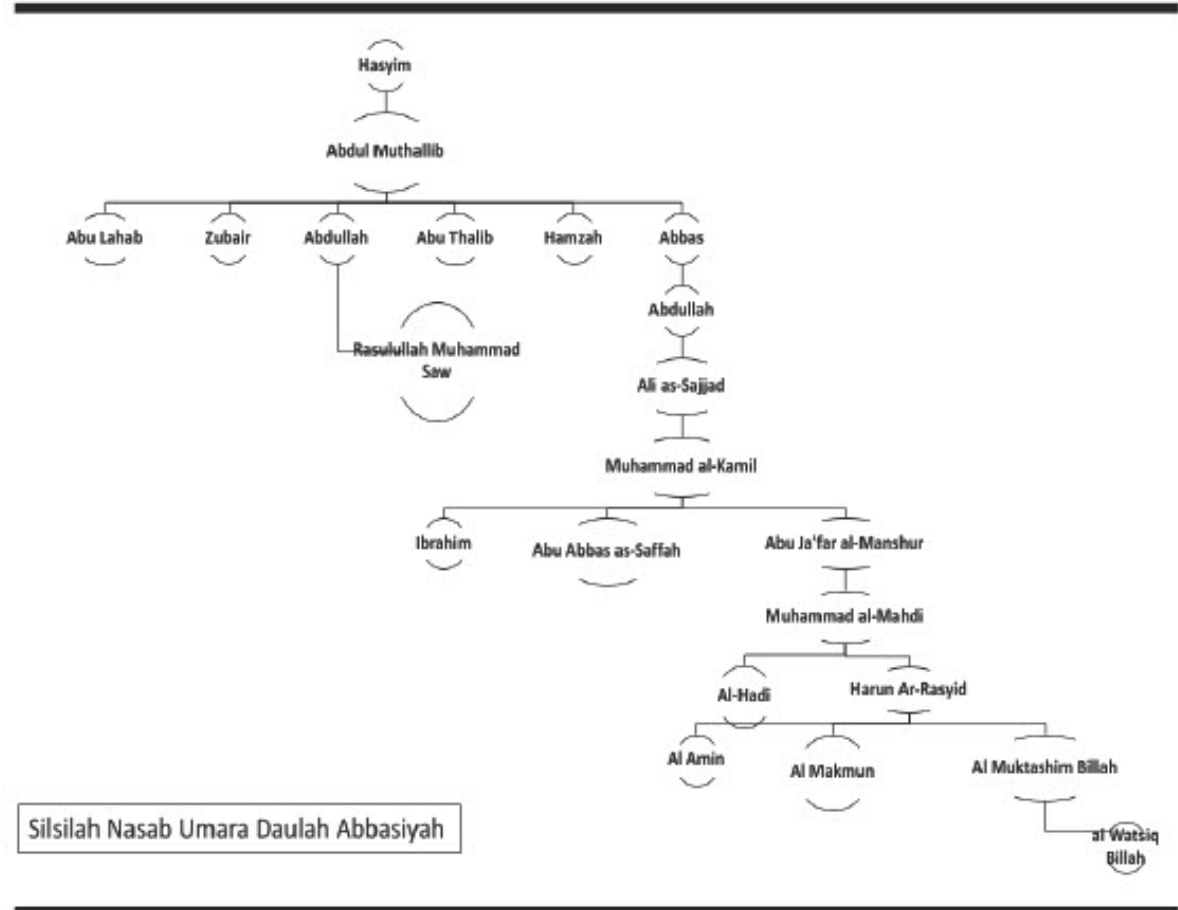 Hasyim
Abdul Muthallib
Abu Lahab
Zubair
Abdullah
Abu Thalib
Hamzah
Abbas
Abdullah
Rasulullah Muhammad
Saw
Ali as-Sajjad
Muhammad al-Kamil
Ibrahim
Abu Abbas as-Saffah
Abu Ja'far al-Manshur
Muhammad al-Mahdi
Al-Hadi
Harun Ar-Rasyid
Al Amin
Al Makmun
Al Muktashim Billah
al Watsiq
Billah
Silsilah Nasab Umara Daulah Abbasiyah